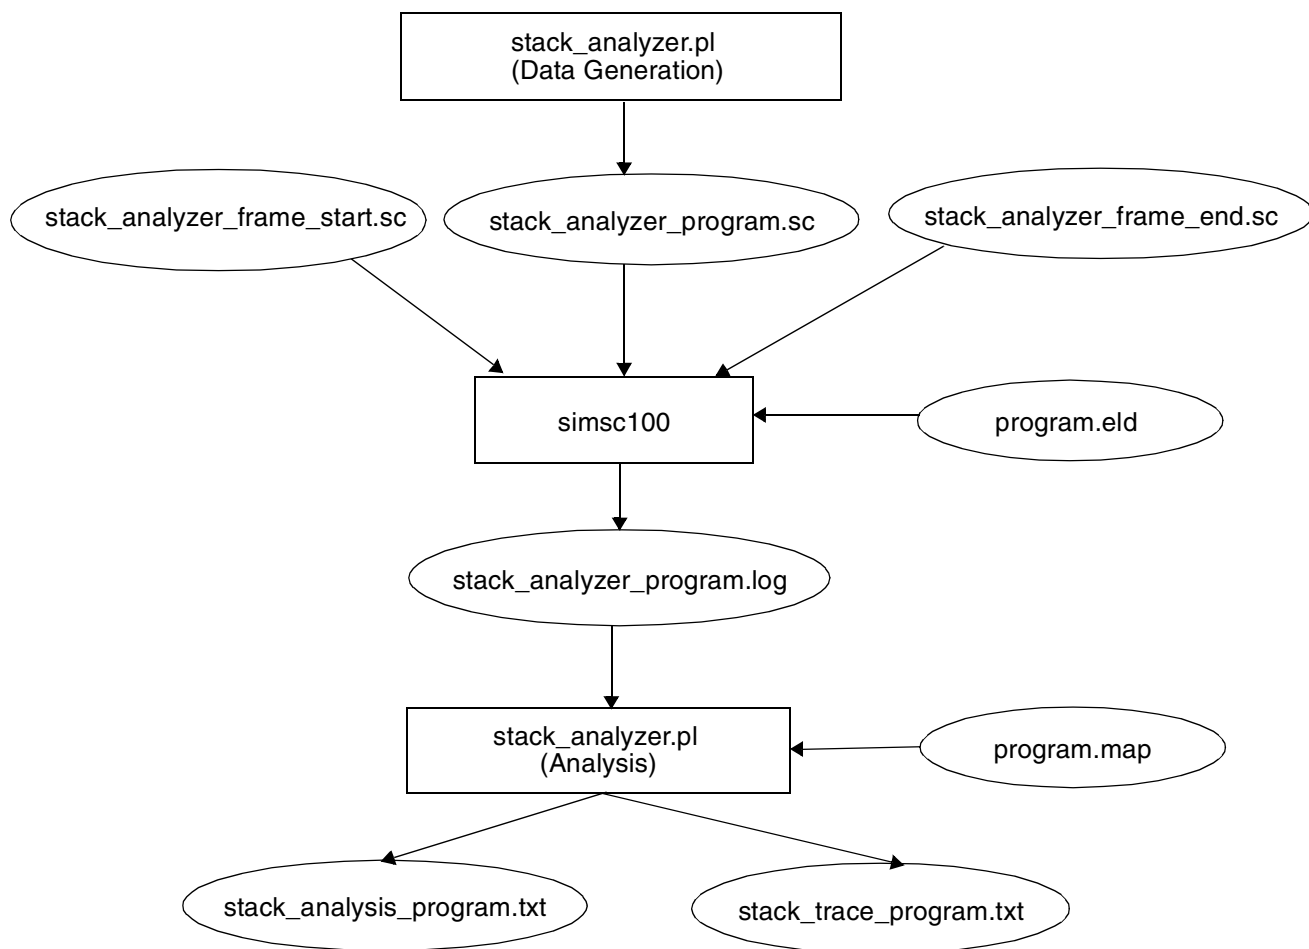 stack_analyzer.pl
(Data Generation)
stack_analyzer_frame_start.sc
stack_analyzer_program.sc
stack_analyzer_frame_end.sc
simsc100
program.eld
stack_analyzer_program.log
stack_analyzer.pl
(Analysis)
program.map
stack_analysis_program.txt
stack_trace_program.txt